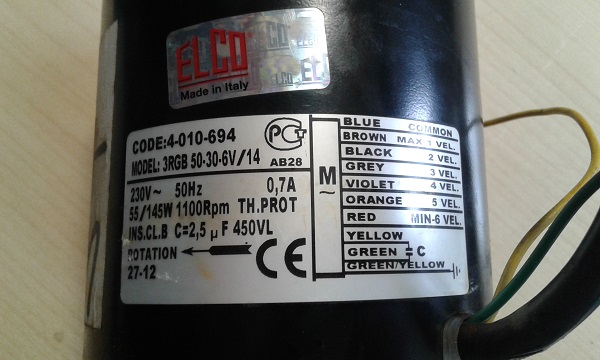 ELCO
Made in Italy
ELCO
EL
CODE:4-010-694
MODEL: 3RGB 50-30-6V/14
AB28
230V~ 50Hz 0,7A
55/145W 1100Rpm TH.PROT
INS.CL.B C=2,5 µF 450VL
ROTATION
27-12
CE
M
~
BLUE COMMON
BROWN MAX 1 VEL.
BLACK 2 VEL.
GREY 3 VEL.
VIOLET 4 VEL.
ORANGE 5 VEL.
RED MIN-6 VEL.
YELLOW
GREEN C
GREEN/YELLOW